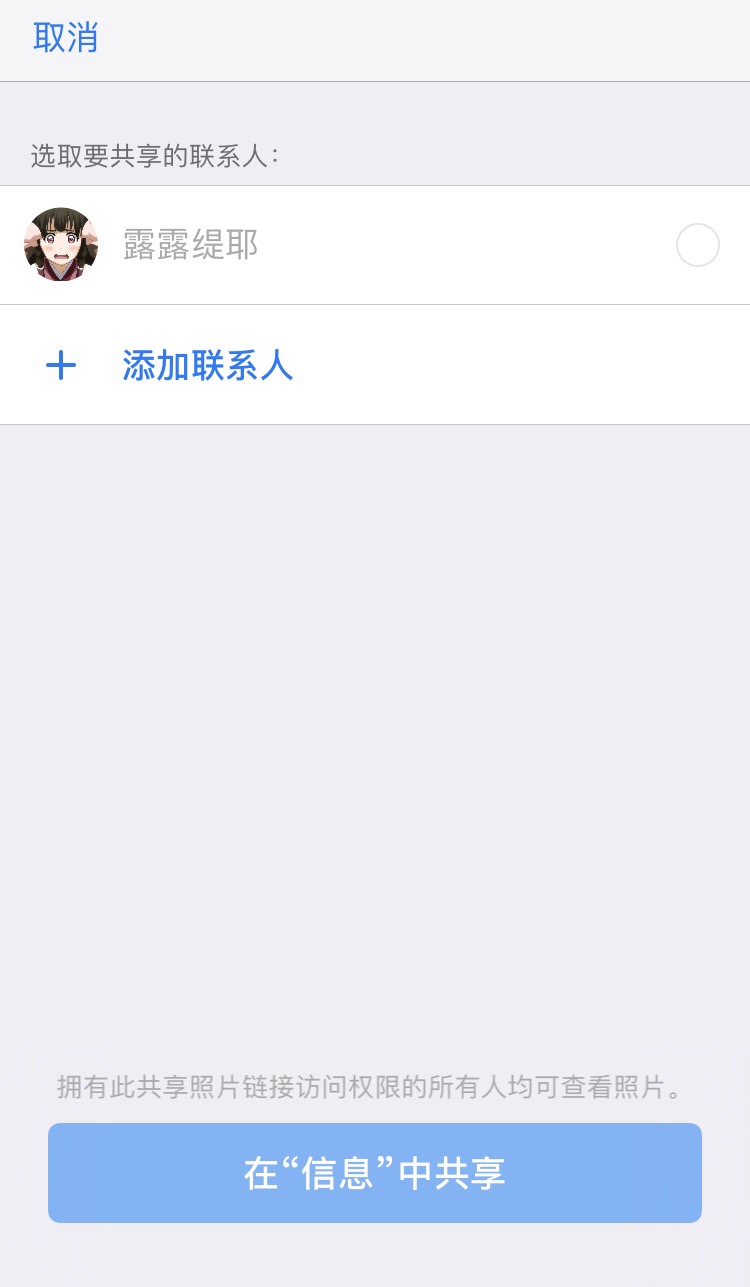 取消
选取要共享的联系人：
露露缇耶
添加联系人
拥有此共享照片链接访问权限的所有人均可查看照片。
在“信息”中共享